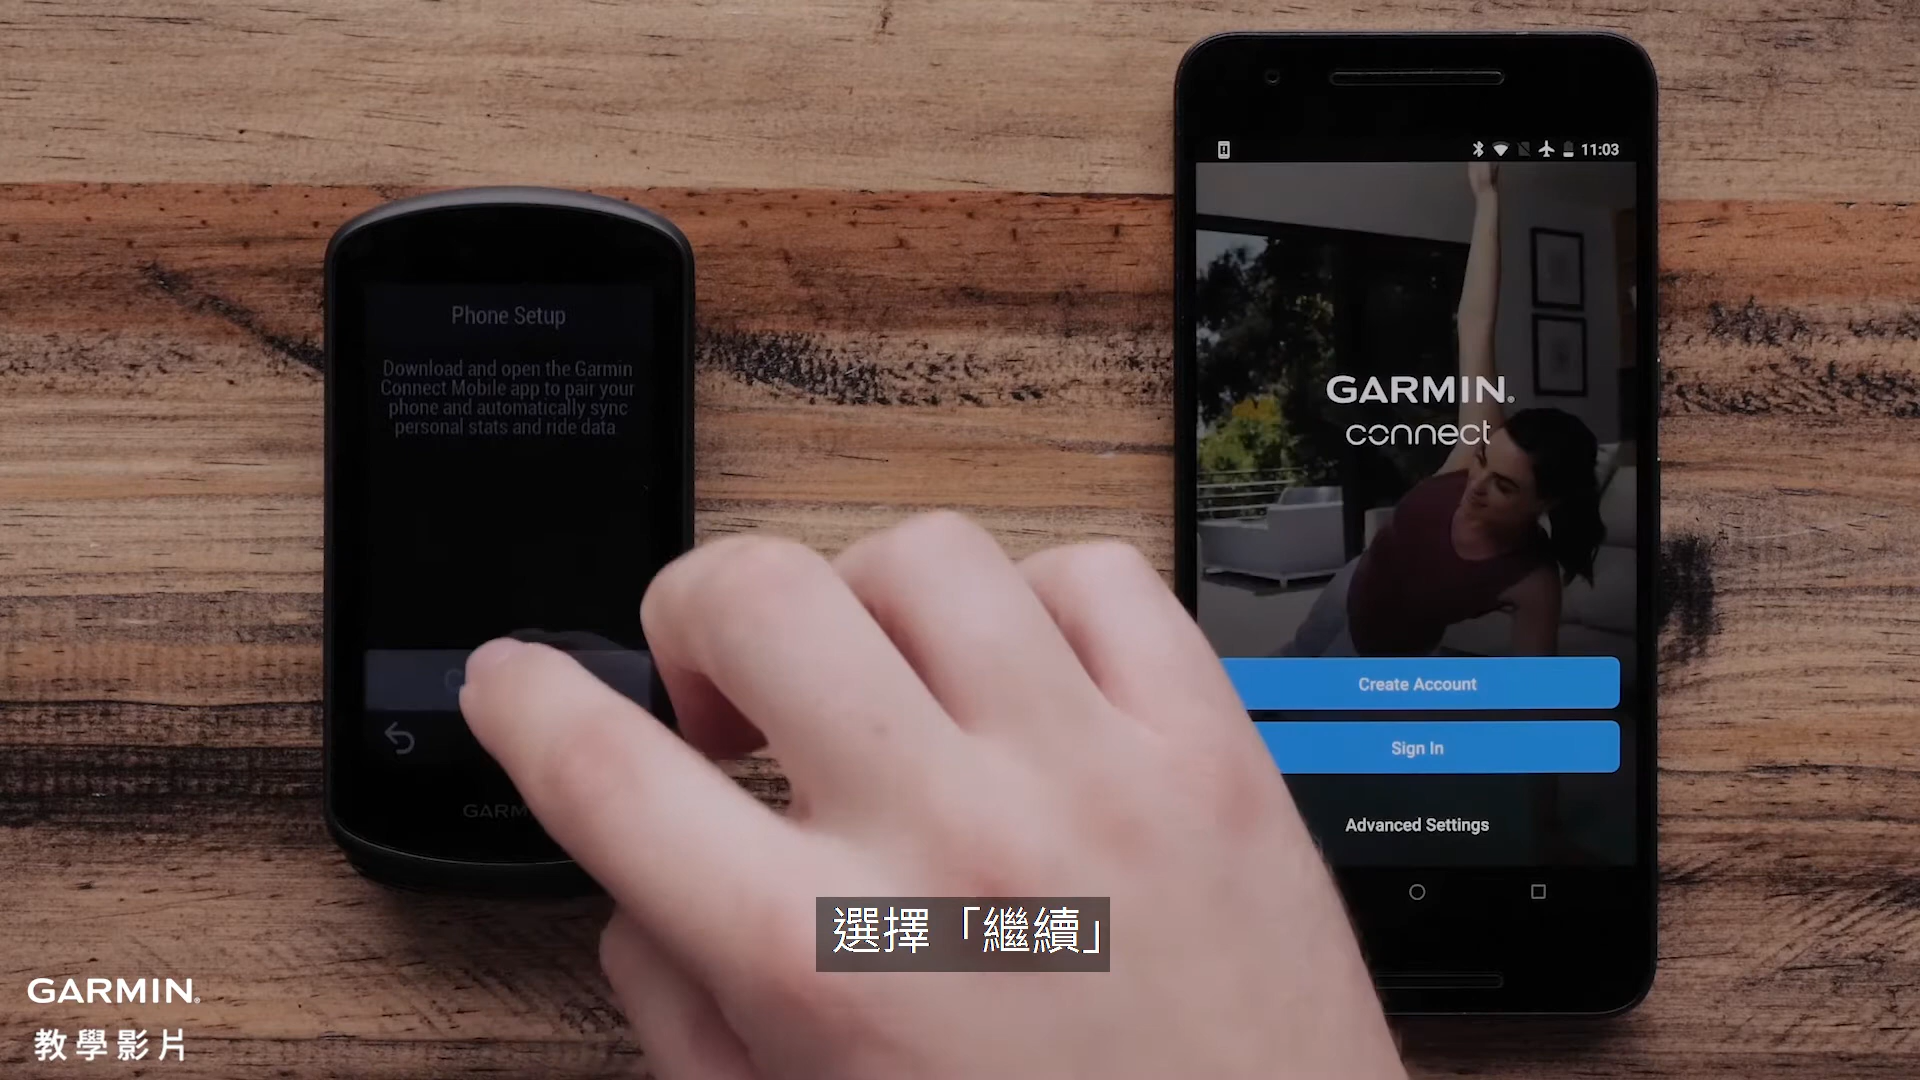 Phone Setup
Download and open the Garmin
Connect Mobile app to pair your
phone and automatically sync
personal stats and ride data.
11:03
GARMIN®
connect
Create Account
Sign In
Advanced Settings
選擇「繼續」
GARMIN®
教學影片